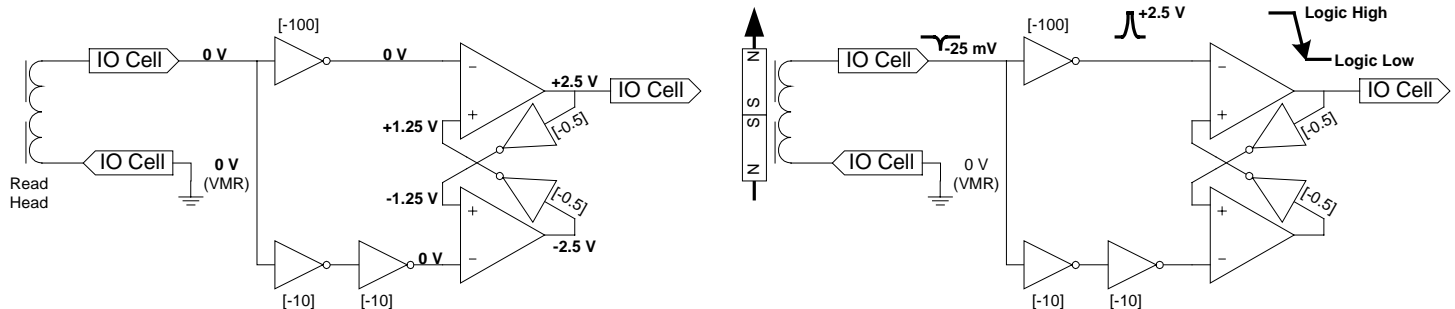 [-100]
IO Cell
0 V
0 V
−
+2.5 V
IO Cell
+
+1.25 V
[-0.5]
IO Cell
0 V
(VMR)
Read
Head
-1.25 V
+
[-0.5]
-2.5 V
0 V
−
[-10]
[-10]
[-100]
+2.5 V
Logic High
Logic Low
N
S
S
N
IO Cell
-25 mV
−
IO Cell
+
[-0.5]
IO Cell
0 V
(VMR)
+
[-0.5]
−
[-10]
[-10]